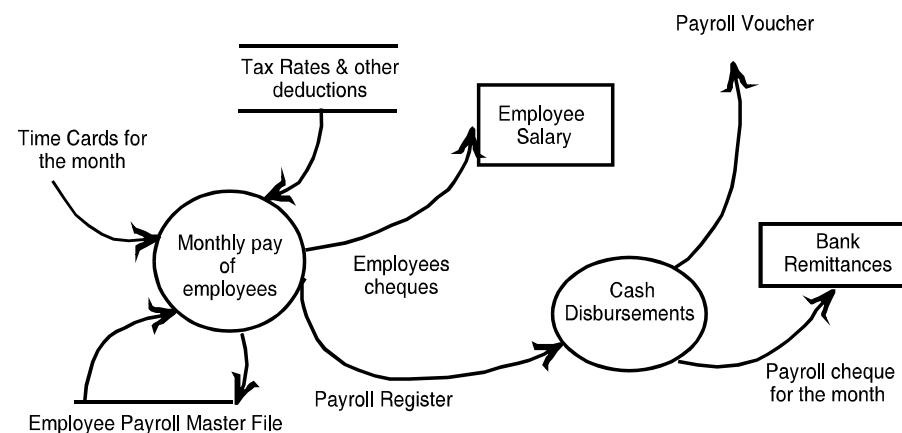 Payroll Voucher
Tax Rates & other
deductions
Employee
Salary
Time Cards for
the month
Monthly pay
of
employees
Employees
cheques
Bank
Remittances
Cash
Disbursements
Payroll Register
Payroll cheque
for the month
Employee Payroll Master File